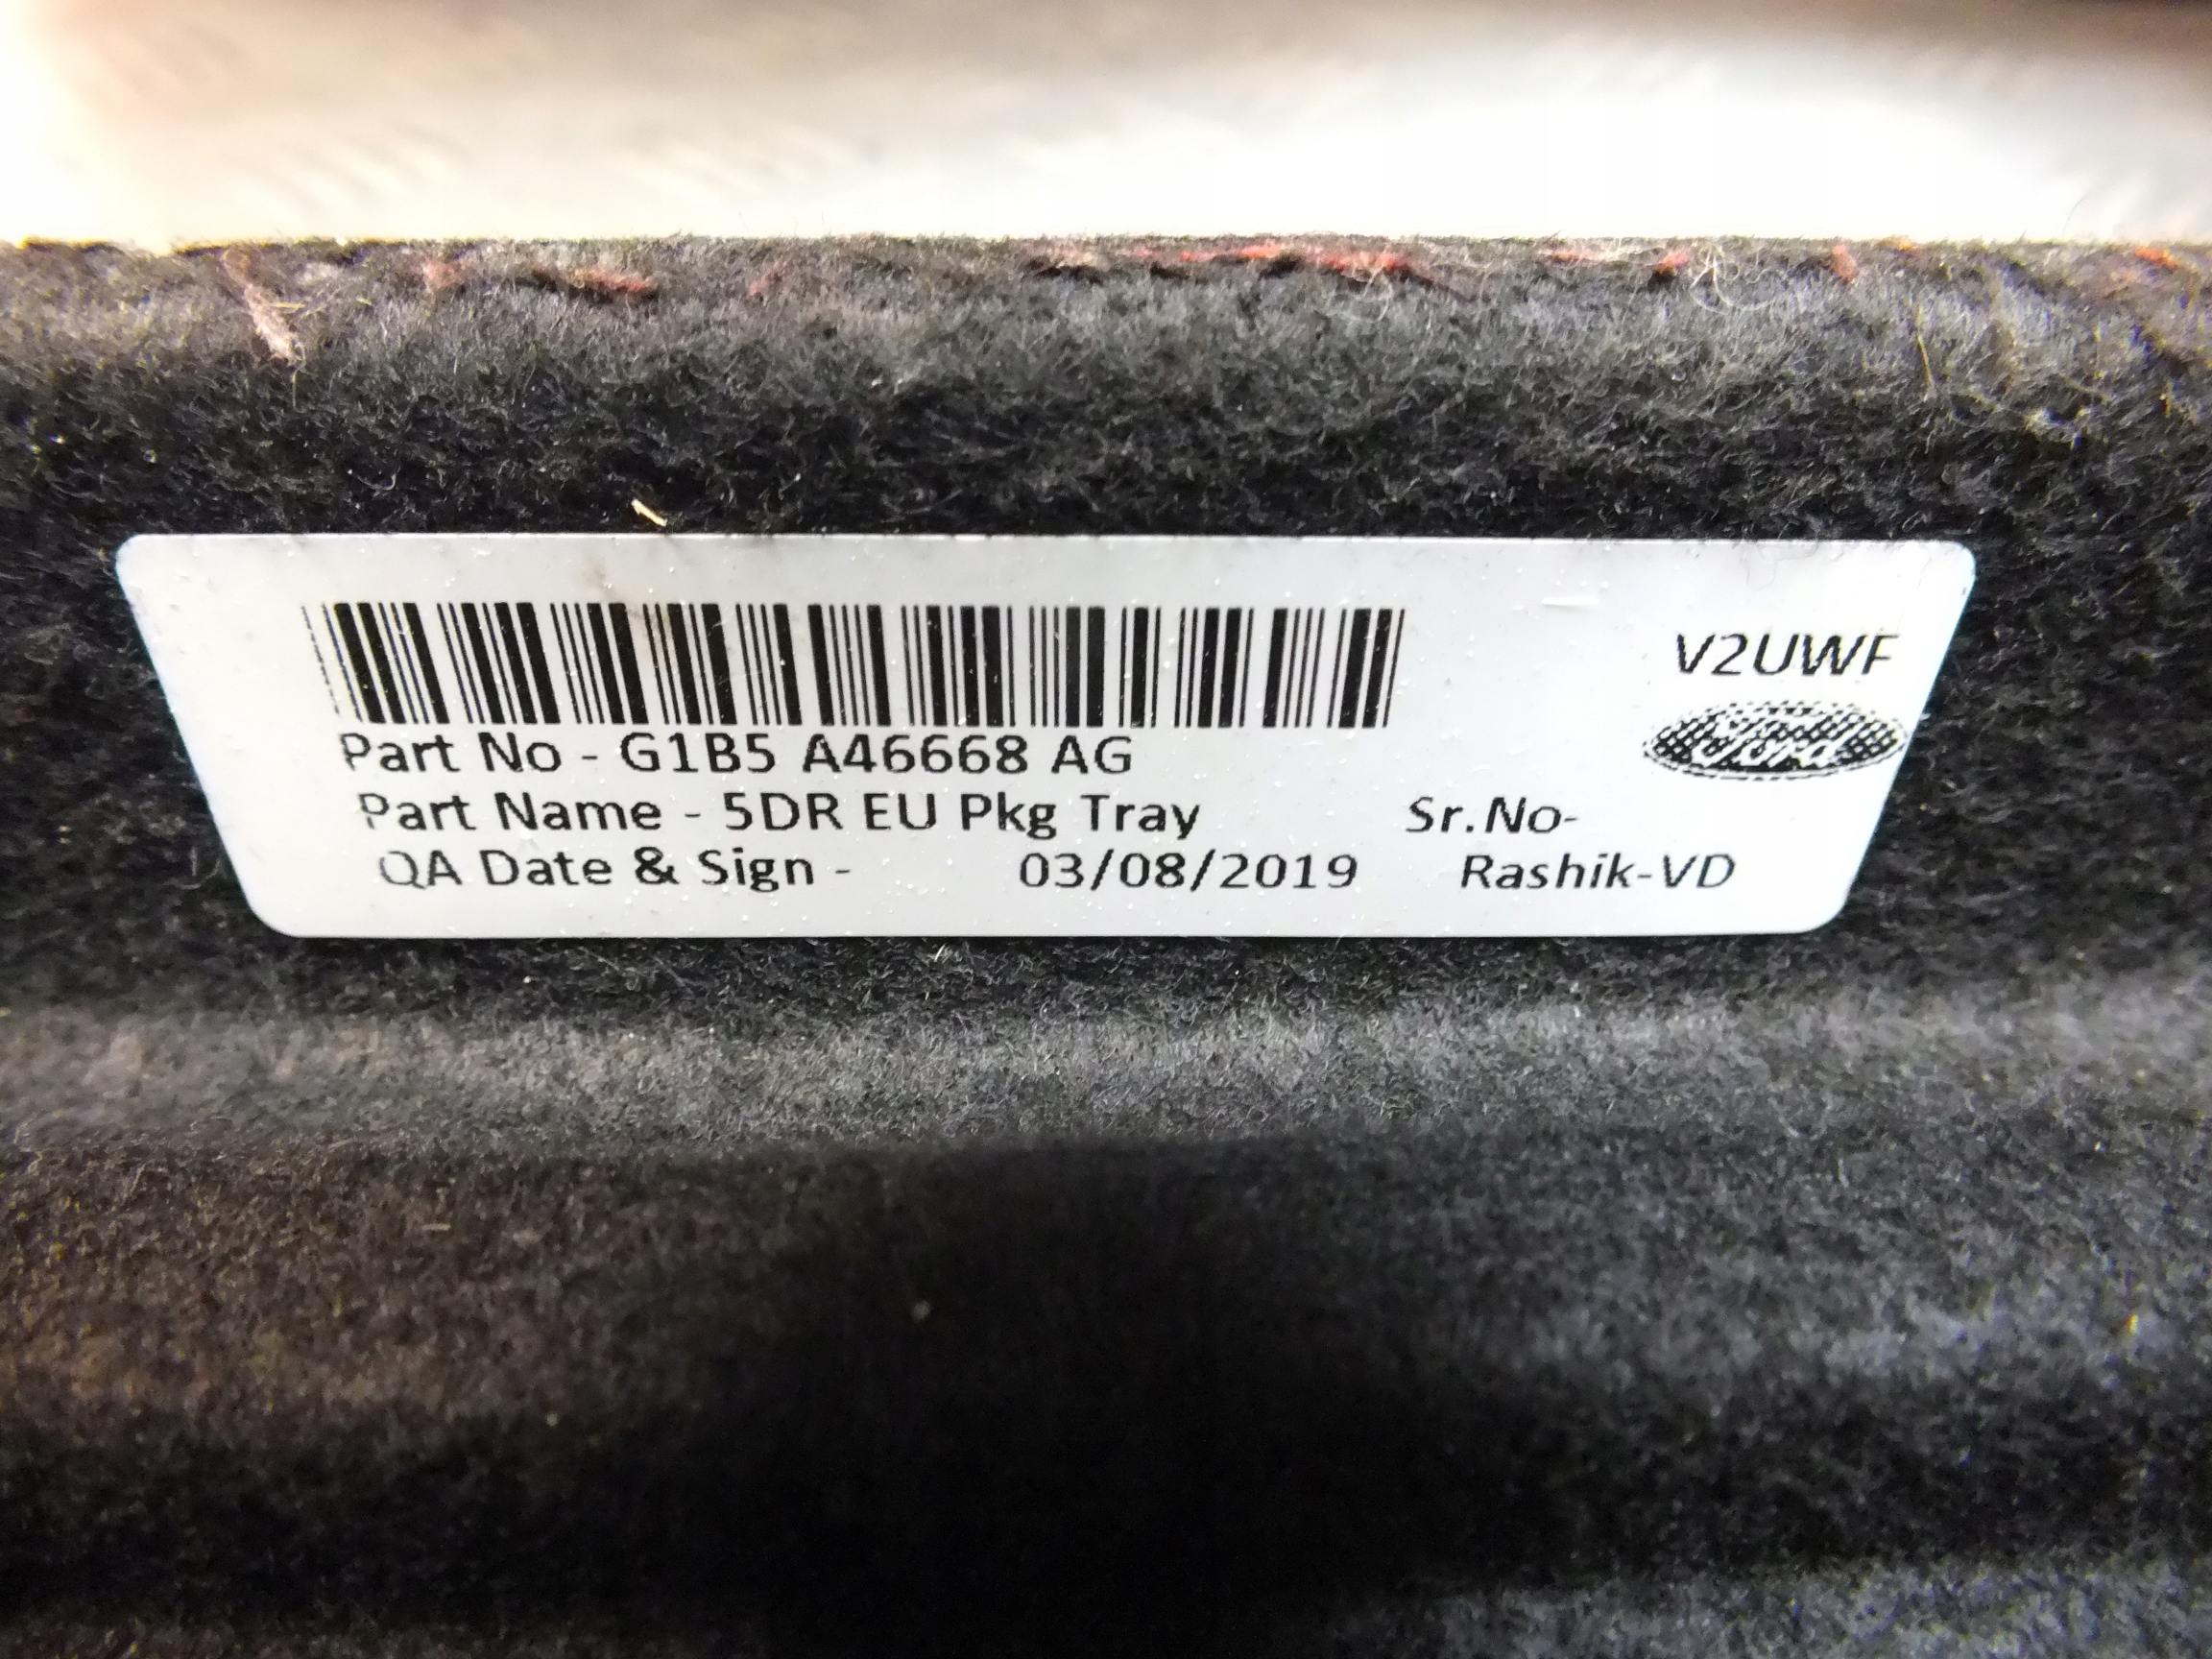 V2UWF
Ford
Part No - G1B5 A46668 AG
Part Name - 5DR EU Pkg Tray Sr.No-
QA Date & Sign - 03/08/2019 Rashik-VD